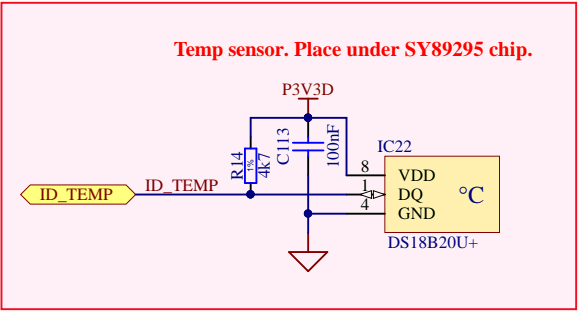 Temp sensor. Place under SY89295 chip.
P3V3D
R14
1%
4k7
C113
100nF
IC22
8
VDD
ID_TEMP
ID_TEMP
1
DQ
°C
4
GND
DS18B20U+